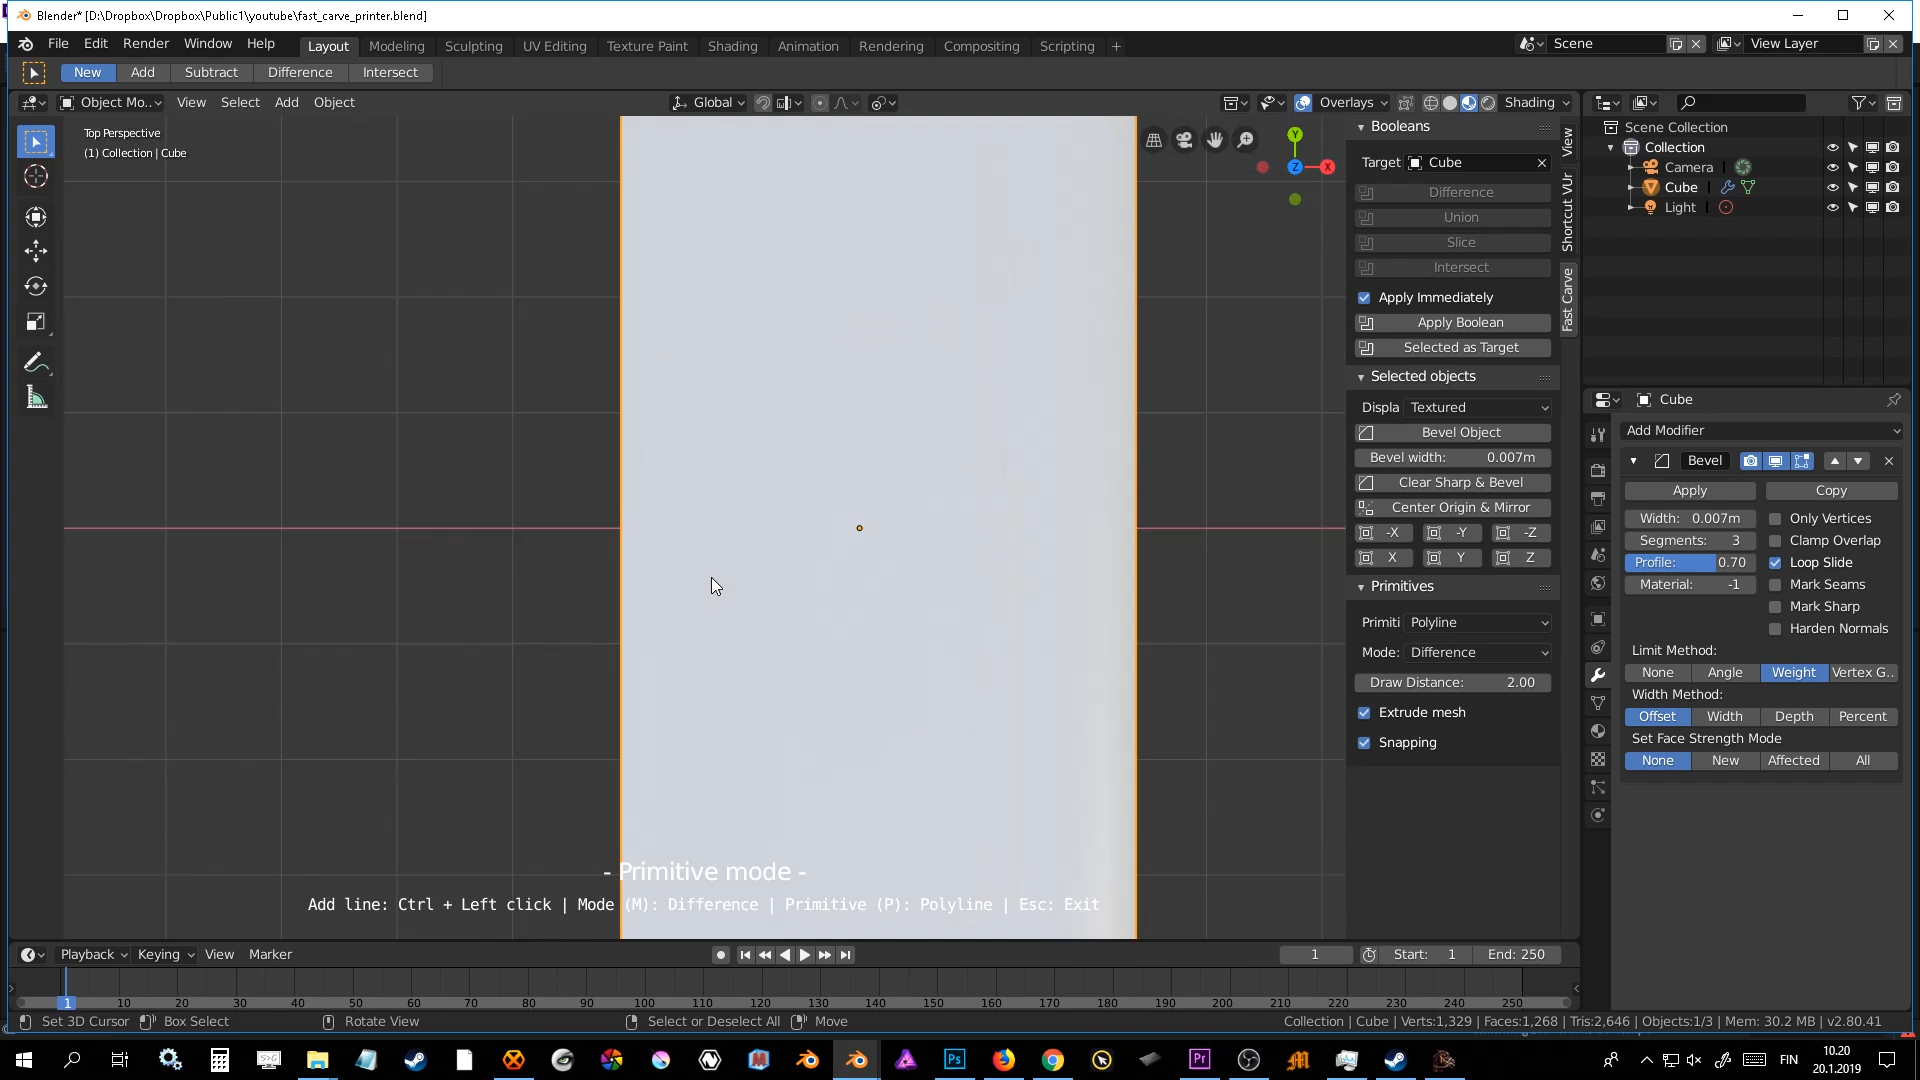 Blender* [D:\Dropbox\Dropbox\Public1\youtube\fast_carve_printer.blend]
File Edit Render Window Help Layout Modeling Sculpting UV Editing Texture Paint Shading Animation Rendering Compositing Scripting + Scene View Layer
New Add Subtract Difference Intersect
Object Mo.. View Select Add Object Global Overlays Shading
Top Perspective
(1) Collection | Cube
Y
Z
X
Booleans
Target Cube
Difference
Union
Slice
Intersect
Apply Immediately
Apply Boolean
Selected as Target
Selected objects
Displa Textured
Bevel Object
Bevel width: 0.007m
Clear Sharp & Bevel
Center Origin & Mirror
-X -Y -Z
X Y Z
Primitives
Primiti Polyline
Mode: Difference
Draw Distance: 2.00
Extrude mesh
Snapping
View
Shortcut VUr
Fast Carve
Scene Collection
Collection
Camera
Cube
Light
Cube
Add Modifier
Bevel
Apply Copy
Width: 0.007m Only Vertices
Segments: 3 Clamp Overlap
Profile: 0.70 Loop Slide
Material: -1 Mark Seams
Mark Sharp
Harden Normals
Limit Method:
None Angle Weight Vertex G..
Width Method:
Offset Width Depth Percent
Set Face Strength Mode
None New Affected All
- Primitive mode -
Add line: Ctrl + Left click | Mode (M): Difference | Primitive (P): Polyline | Esc: Exit
Playback Keying View Marker 1 Start: 1 End: 250
1 10 20 30 40 50 60 70 80 90 100 110 120 130 140 150 160 170 180 190 200 210 220 230 240 250
Set 3D Cursor Box Select Rotate View Select or Deselect All Move Collection | Cube | Verts:1,329 | Faces:1,268 | Tris:2,646 | Objects:1/3 | Mem: 30.2 MB | v2.80.41
Ps Pr FIN 10.20
20.1.2019